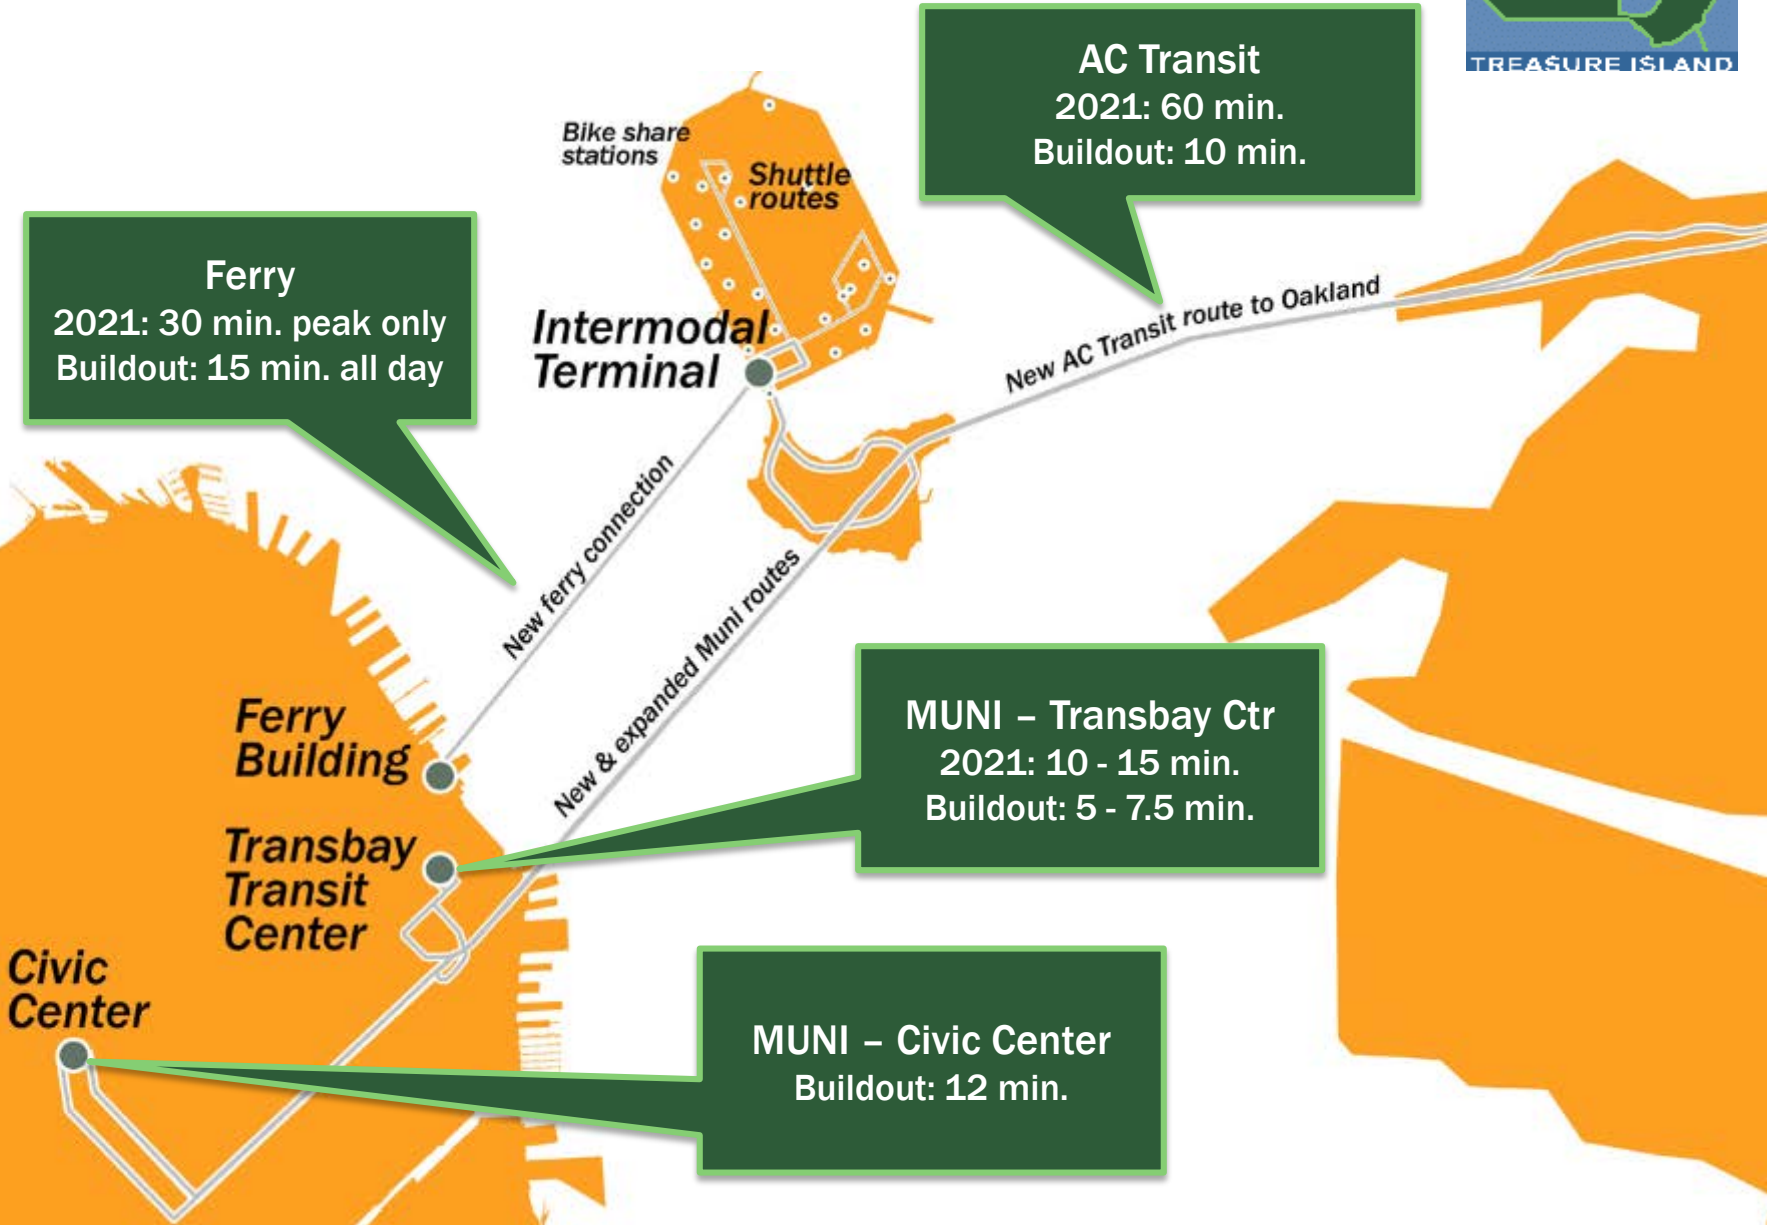 TREASURE ISLAND
AC Transit
2021: 60 min.
Buildout: 10 min.
Bike share
stations
Shuttle
routes
Ferry
2021: 30 min. peak only
Buildout: 15 min. all day
Intermodal
Terminal
New AC Transit route to Oakland
New ferry connection
New & expanded Muni routes
Ferry
Building
MUNI – Transbay Ctr
2021: 10 - 15 min.
Buildout: 5 - 7.5 min.
Transbay
Transit
Center
Civic
Center
MUNI – Civic Center
Buildout: 12 min.